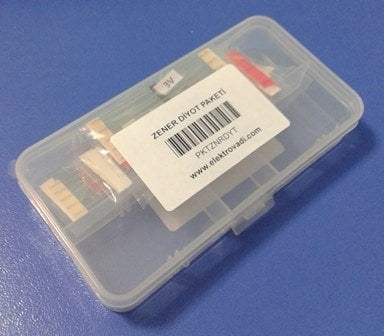 3V
ZENER DİYOT PAKETİ
PKTZNRDYT
www.elektrovadi.com